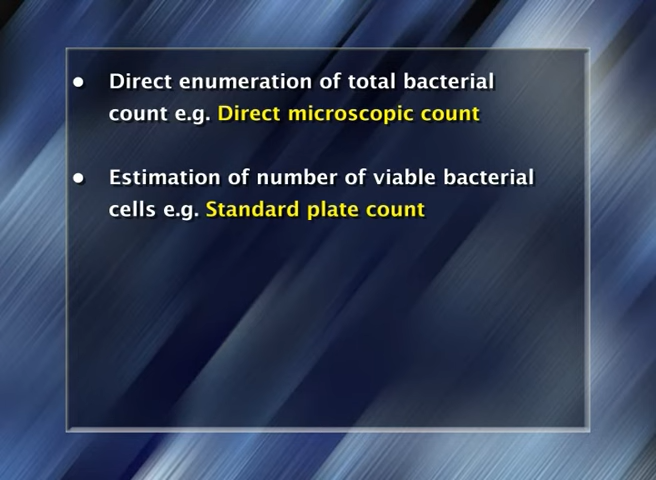 • Direct enumeration of total bacterial
count e.g. Direct microscopic count
• Estimation of number of viable bacterial
cells e.g. Standard plate count